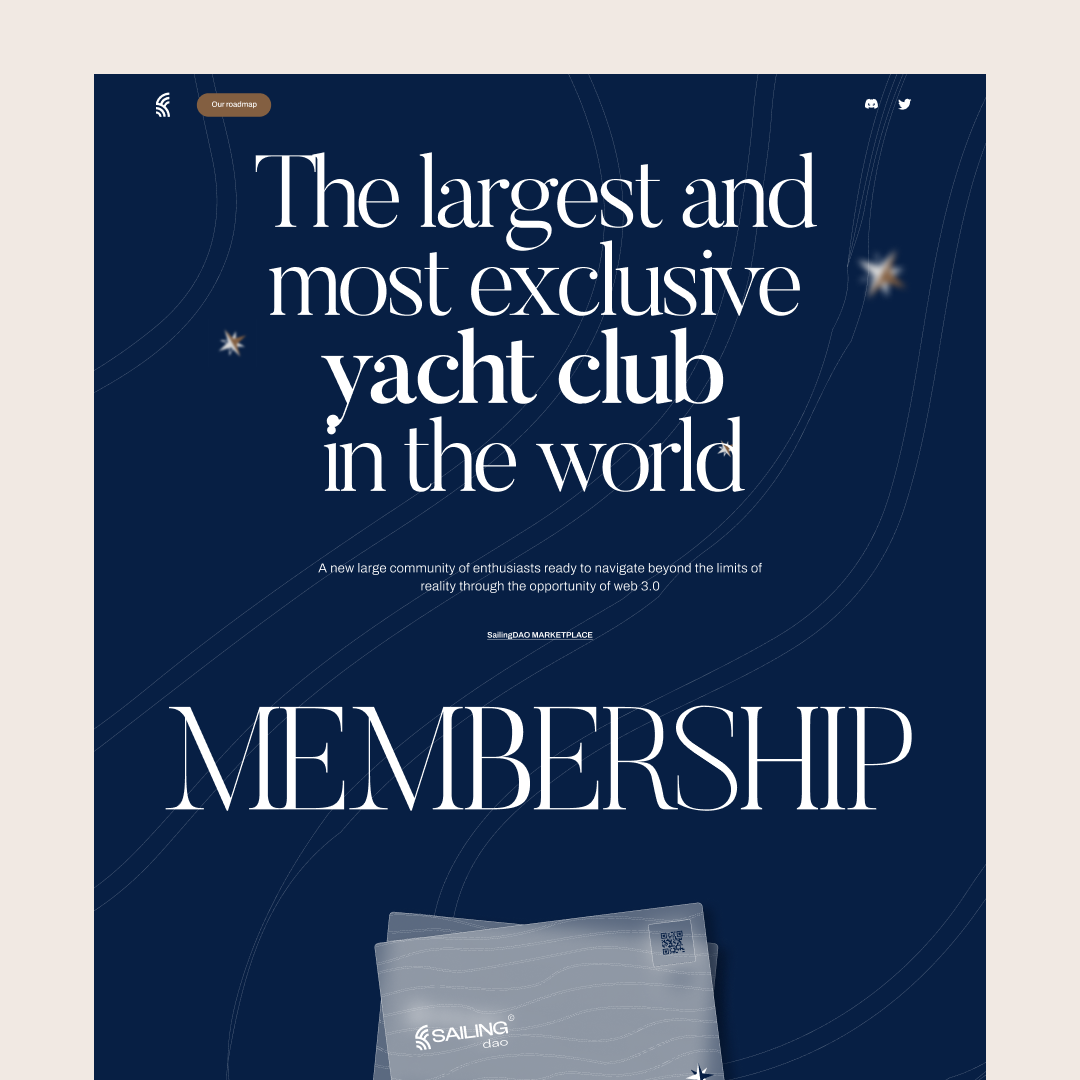 Our roadmap
The largest and
most exclusive
yacht club
in the world
A new large community of enthusiasts ready to navigate beyond the limits of
reality through the opportunity of web 3.0
SailingDAO MARKETPLACE
MEMBERSHIP
SAILING©
dao